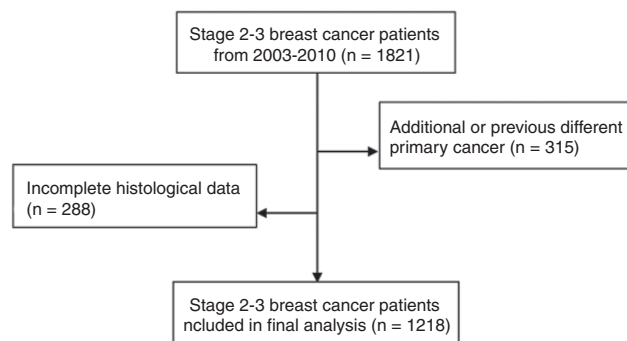 Stage 2-3 breast cancer patients
from 2003-2010 (n = 1821)
Additional or previous different
primary cancer (n = 315)
Incomplete histological data
(n = 288)
Stage 2-3 breast cancer patients
ncluded in final analysis (n = 1218)